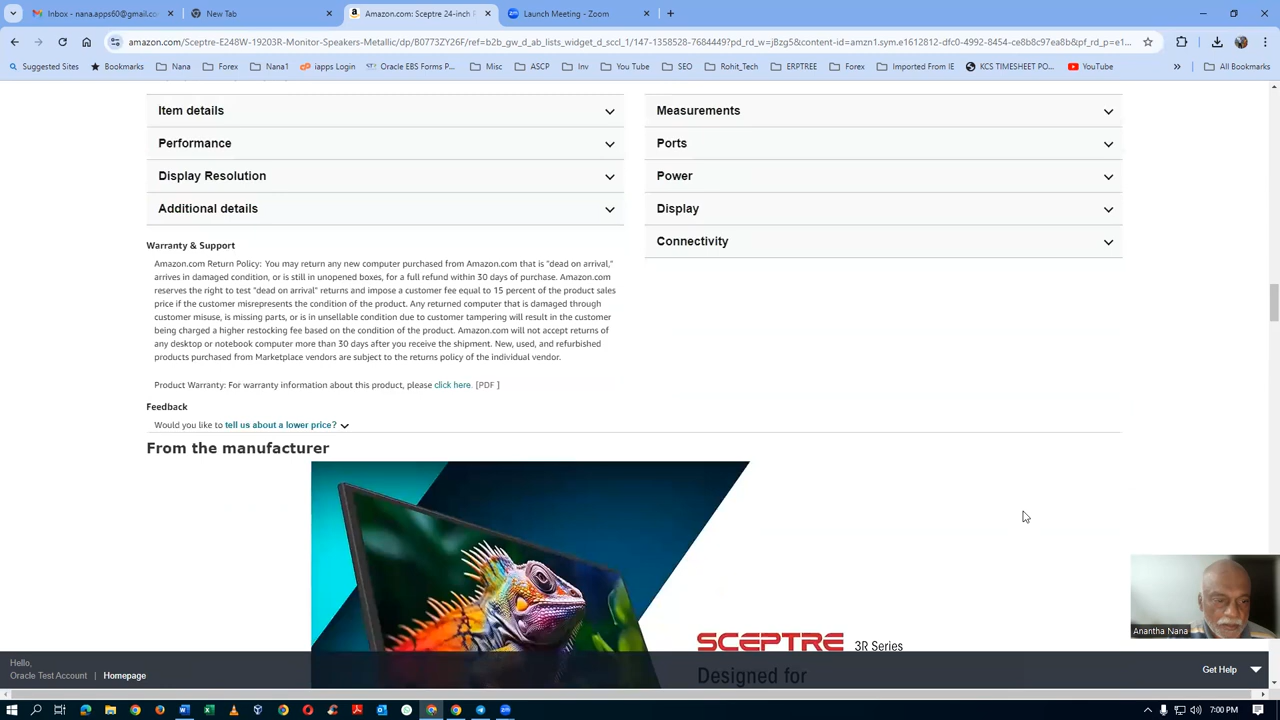 Inbox - nana.apps60@gmail.co
New Tab
Amazon.com: Sceptre 24-inch
Launch Meeting - Zoom
amazon.com/Sceptre-E248W-19203R-Monitor-Speakers-Metallic/dp/B0773ZY26F/ref=b2b_gw_d_ab_lists_widget_d_sccl_1/147-1358528-7684449?pd_rd_w=jBzg5&content-id=amzn1.sym.e1612812-dfc0-4992-8454-ce8b8c97ea8b&pf_rd_p=e1...
Suggested Sites
Bookmarks
Nana
Forex
Nana1
iapps Login
Oracle EBS Forms P...
Misc
ASCP
Inv
You Tube
SEO
Rohit_Tech
ERPTREE
Forex
Imported From IE
KCS TIMESHEET PO...
YouTube
All Bookmarks
Item details
Performance
Display Resolution
Additional details
Measurements
Ports
Power
Display
Connectivity
Warranty & Support
Amazon.com Return Policy: You may return any new computer purchased from Amazon.com that is "dead on arrival,"
arrives in damaged condition, or is still in unopened boxes, for a full refund within 30 days of purchase. Amazon.com
reserves the right to test "dead on arrival" returns and impose a customer fee equal to 15 percent of the product sales
price if the customer misrepresents the condition of the product. Any returned computer that is damaged through
customer misuse, is missing parts, or is in unsellable condition due to customer tampering will result in the customer
being charged a higher restocking fee based on the condition of the product. Amazon.com will not accept returns of
any desktop or notebook computer more than 30 days after you receive the shipment. New, used, and refurbished
products purchased from Marketplace vendors are subject to the returns policy of the individual vendor.
Product Warranty: For warranty information about this product, please click here. [PDF ]
Feedback
Would you like to tell us about a lower price?
From the manufacturer
SCEPTRE 3R Series
Designed for
Anantha Nana
Hello,
Oracle Test Account | Homepage
Get Help
7:00 PM